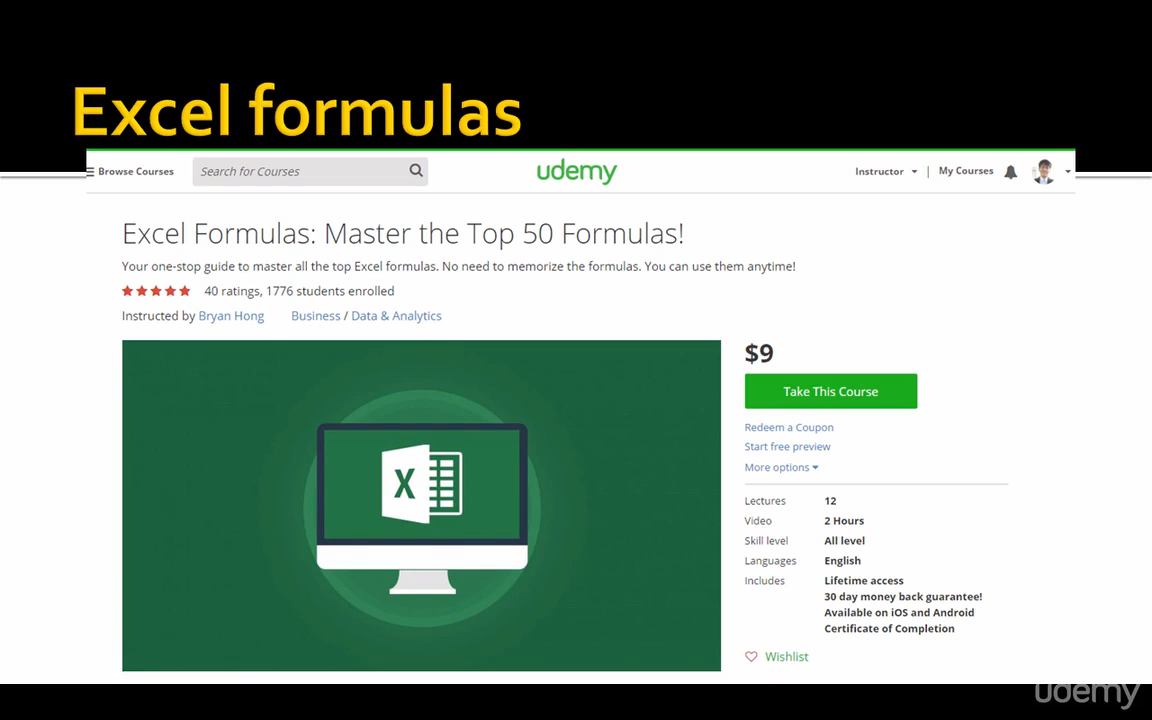 Excel formulas
Browse Courses
Search for Courses
udemy
Instructor
My Courses
Excel Formulas: Master the Top 50 Formulas!
Your one-stop guide to master all the top Excel formulas. No need to memorize the formulas. You can use them anytime!
40 ratings, 1776 students enrolled
Instructed by Bryan Hong Business / Data & Analytics
X
$9
Take This Course
Redeem a Coupon
Start free preview
More options
Lectures 12
Video 2 Hours
Skill level All level
Languages English
Includes Lifetime access
30 day money back guarantee!
Available on iOS and Android
Certificate of Completion
Wishlist
udemy